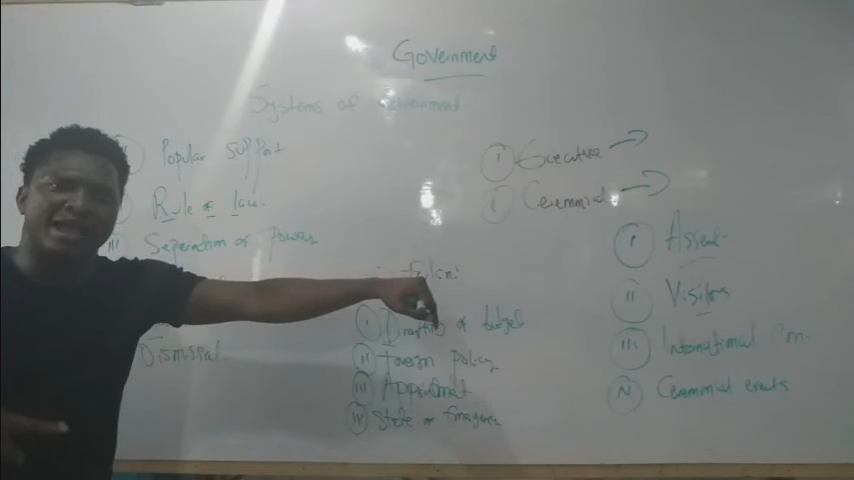 Government
Systems of Government
Popular support
Rule of law.
III Separation of Powers
Dismissal
I Executive →
II Ceremonial →
I Drafting of budget
II Foreign policy
III Appointment
IV State of Emergency
I Assent
II Visitors
III International
IV Ceremonial events